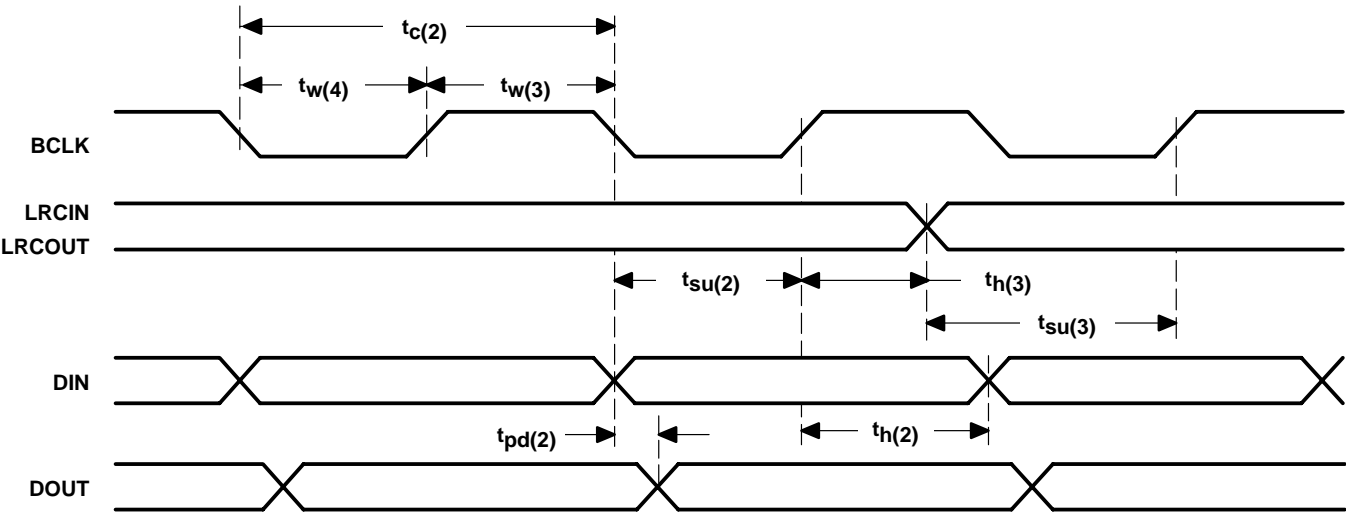 tc(2)
tw(4)
tw(3)
BCLK
LRCIN
LRCOUT
tsu(2)
th(3)
tsu(3)
DIN
tpd(2)
th(2)
DOUT